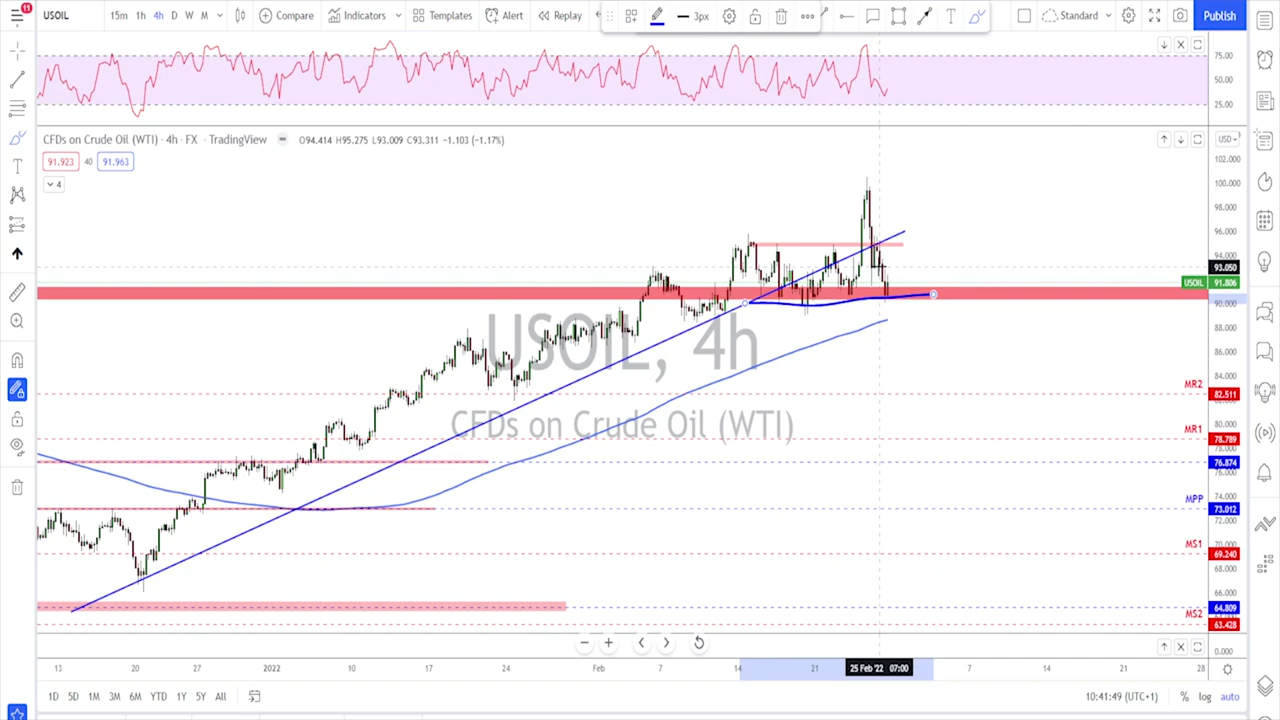 11
USOIL 15m 1h 4h D W M Compare Indicators Templates Alert Replay 3px Standard Publish
75.00
50.00
25.00
CFDs on Crude Oil (WTI) · 4h · FX · TradingView O94.414 H95.275 L93.009 C93.311 −1.103 (−1.17%) USD
91.923 40 91.963
4
102.000
100.000
98.000
96.000
94.000
93.050
USOIL 91.806
90.000
88.000
USOIL, 4h
86.000
84.000
MR2 82.511
CFDs on Crude Oil (WTI)
MR1 78.789
76.874
74.000
MPP 73.012
72.000
MS1
70.000
69.240
68.000
66.000
64.809
MS2 63.428
0.000
13 20 27 2022 10 17 24 Feb 7 14 21 25 Feb '22 07:00 7 14 21 28
1D 5D 1M 3M 6M YTD 1Y 5Y All 10:41:49 (UTC+1) % log auto